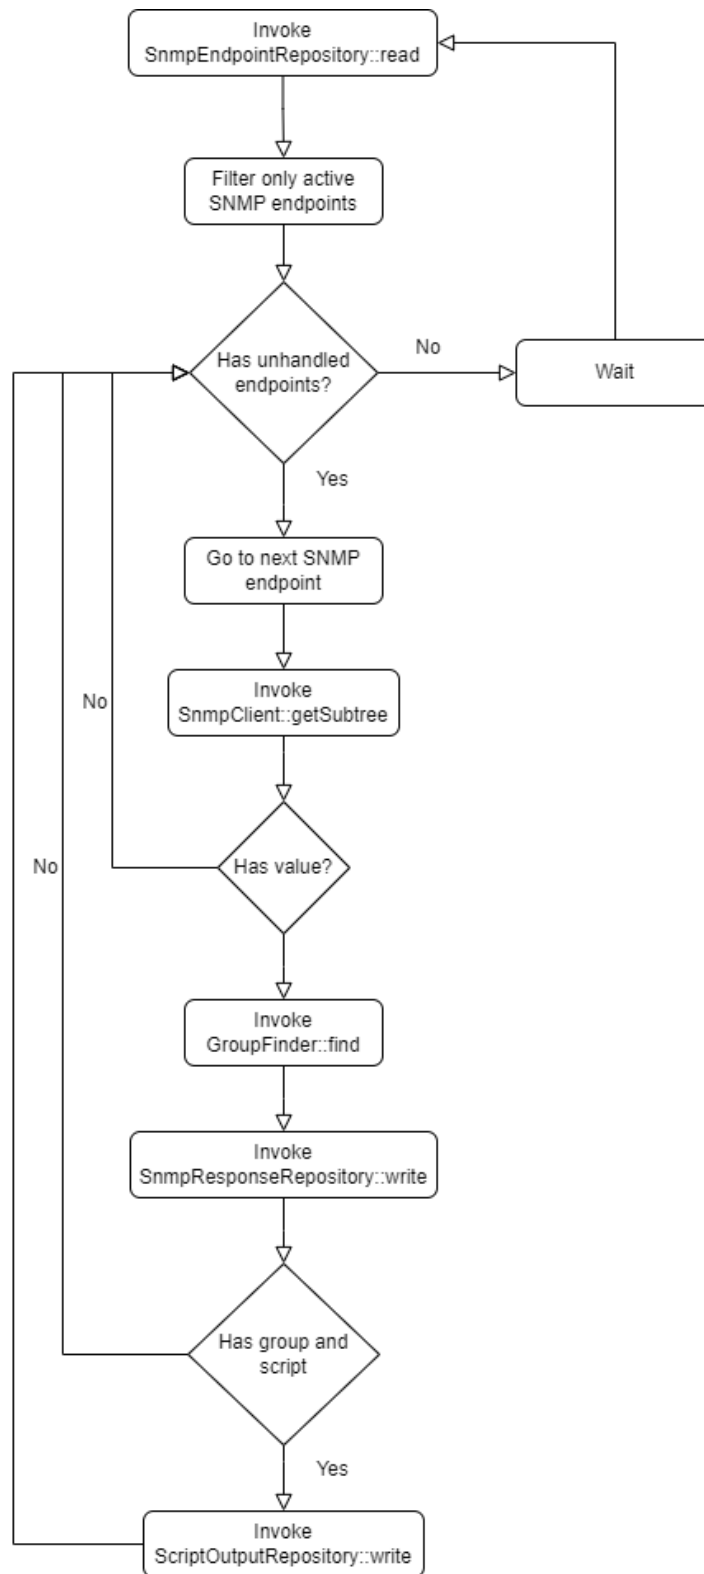 Invoke
SnmpEndpointRepository::read
Filter only active
SNMP endpoints
Has unhandled
endpoints?
No
Wait
Yes
Go to next SNMP
endpoint
Invoke
SnmpClient::getSubtree
No
Has value?
No
Invoke
GroupFinder::find
Invoke
SnmpResponseRepository::write
Has group and
script
Yes
Invoke
ScriptOutputRepository::write